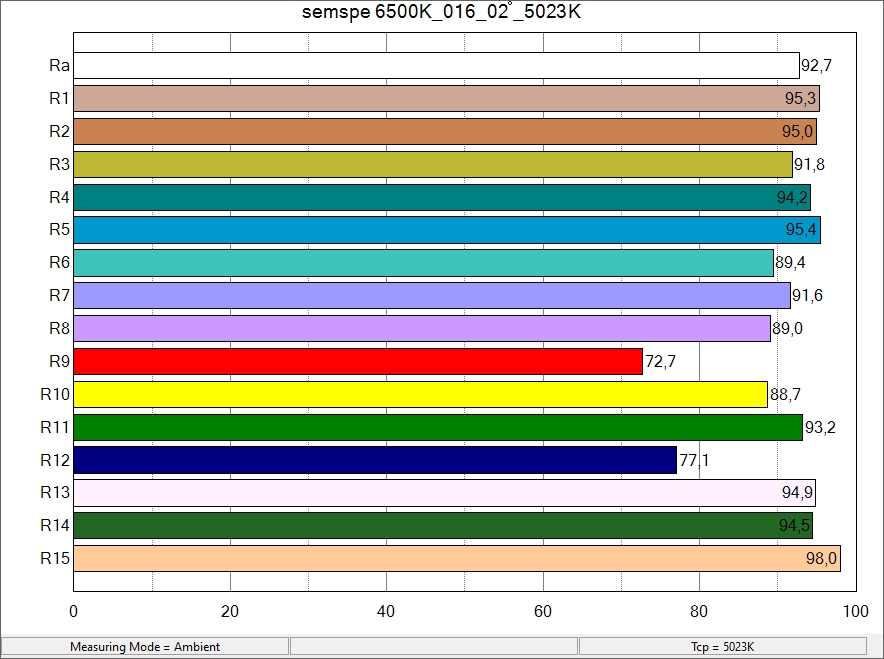 semspe 6500K_016_02°_5023K
Ra 92,7
R1 95,3
R2 95,0
R3 91,8
R4 94,2
R5 95,4
R6 89,4
R7 91,6
R8 89,0
R9 72,7
R10 88,7
R11 93,2
R12 77,1
R13 94,9
R14 94,5
R15 98,0
0 20 40 60 80 100
Measuring Mode = Ambient Tcp = 5023K